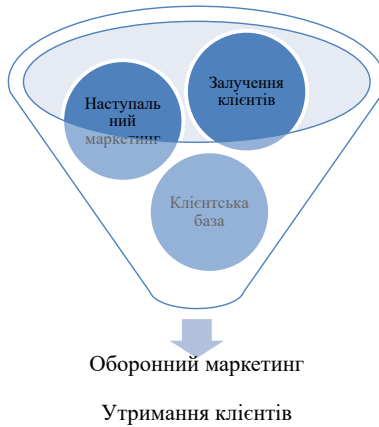 Наступаль
ний
маркетинг
Залучення
клієнтів
Клієнтська
база
Оборонний маркетинг
Утримання клієнтів